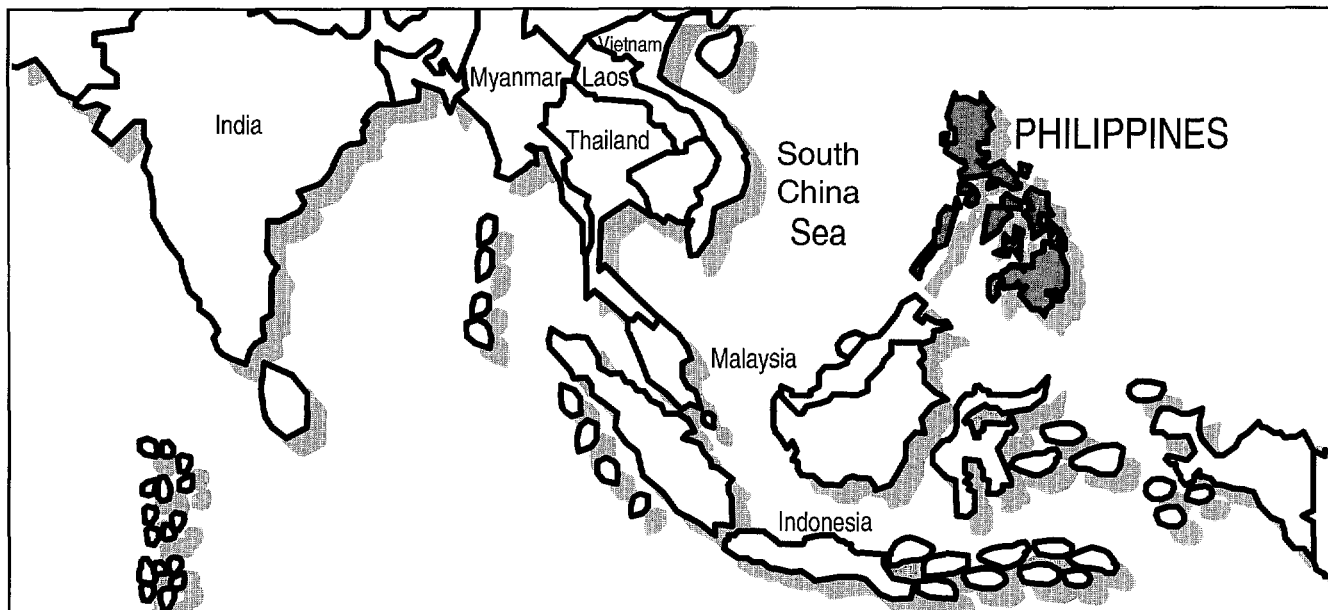 Vietnam
Myanmar
Laos
India
Thailand
PHILIPPINES
South
China
Sea
Malaysia
Indonesia